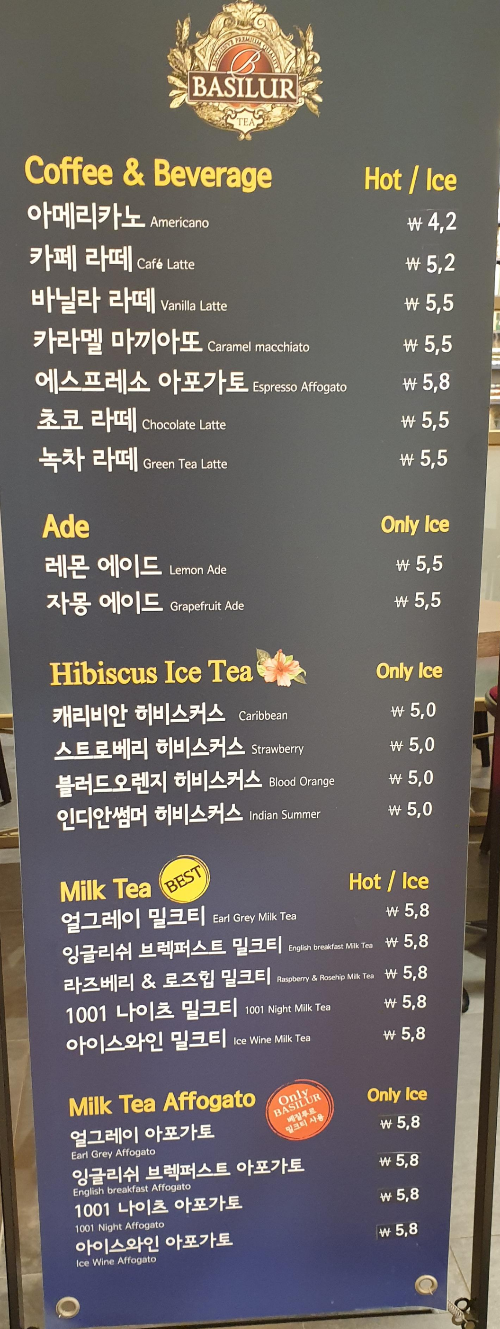 BASILUR
TEA
Coffee & Beverage Hot / Ice
아메리카노 Americano ₩ 4,2
카페 라떼 Café Latte ₩ 5,2
바닐라 라떼 Vanilla Latte ₩ 5,5
카라멜 마끼아또 Caramel macchiato ₩ 5,5
에스프레소 아포가토 Espresso Affogato ₩ 5,8
초코 라떼 Chocolate Latte ₩ 5,5
녹차 라떼 Green Tea Latte ₩ 5,5
Ade Only Ice
레몬 에이드 Lemon Ade ₩ 5,5
자몽 에이드 Grapefruit Ade ₩ 5,5
Hibiscus Ice Tea Only Ice
캐리비안 히비스커스 Caribbean ₩ 5,0
스트로베리 히비스커스 Strawberry ₩ 5,0
블러드오렌지 히비스커스 Blood Orange ₩ 5,0
인디안썸머 히비스커스 Indian Summer ₩ 5,0
Milk Tea BEST Hot / Ice
얼그레이 밀크티 Earl Grey Milk Tea ₩ 5,8
잉글리쉬 브렉퍼스트 밀크티 English breakfast Milk Tea ₩ 5,8
라즈베리 & 로즈힙 밀크티 Raspberry & Rosehip Milk Tea ₩ 5,8
1001 나이츠 밀크티 1001 Night Milk Tea ₩ 5,8
아이스와인 밀크티 Ice Wine Milk Tea ₩ 5,8
Milk Tea Affogato Only Ice
Only
BASILUR
베질루르
밀크티 사용
얼그레이 아포가토 ₩ 5,8
Earl Grey Affogato
잉글리쉬 브렉퍼스트 아포가토 ₩ 5,8
English breakfast Affogato
1001 나이츠 아포가토 ₩ 5,8
1001 Night Affogato
아이스와인 아포가토 ₩ 5,8
Ice Wine Affogato